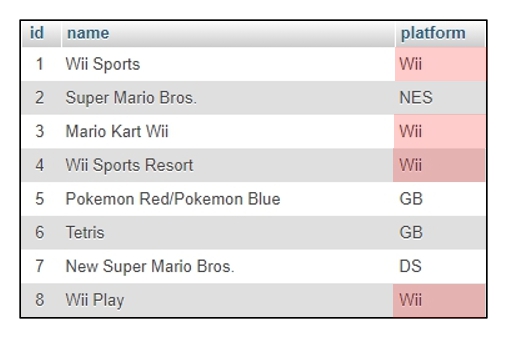 id name platform
1 Wii Sports Wii
2 Super Mario Bros. NES
3 Mario Kart Wii Wii
4 Wii Sports Resort Wii
5 Pokemon Red/Pokemon Blue GB
6 Tetris GB
7 New Super Mario Bros. DS
8 Wii Play Wii